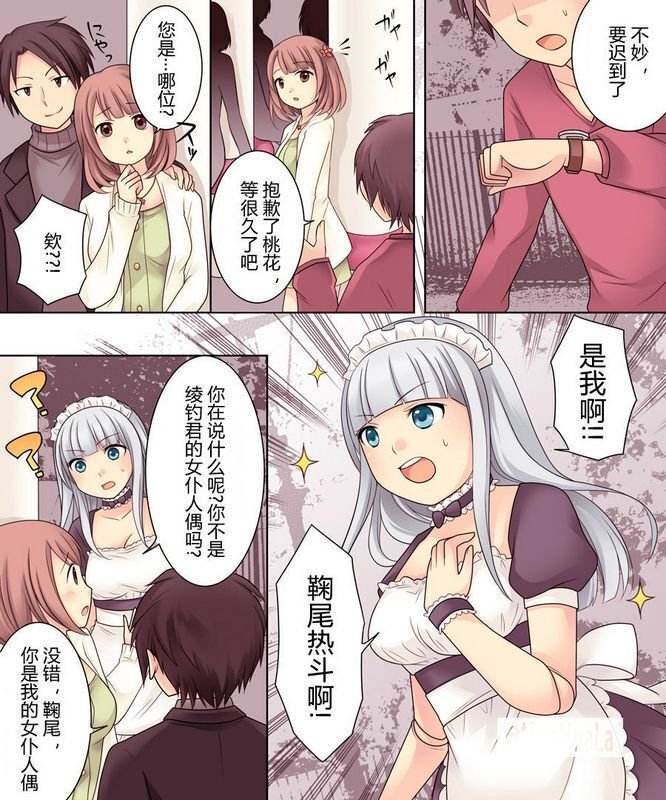 不妙，
要迟到
了
ガヤ
ガヤ
抱歉了桃花，
等很久了吧
您是…哪位？
にゃっ
欸??!
是我啊!!
鞠尾热斗啊!!
你在说什么呢?你不是
绫钓君的女仆人偶吗?
没错，鞠尾，
你是我的女仆人偶